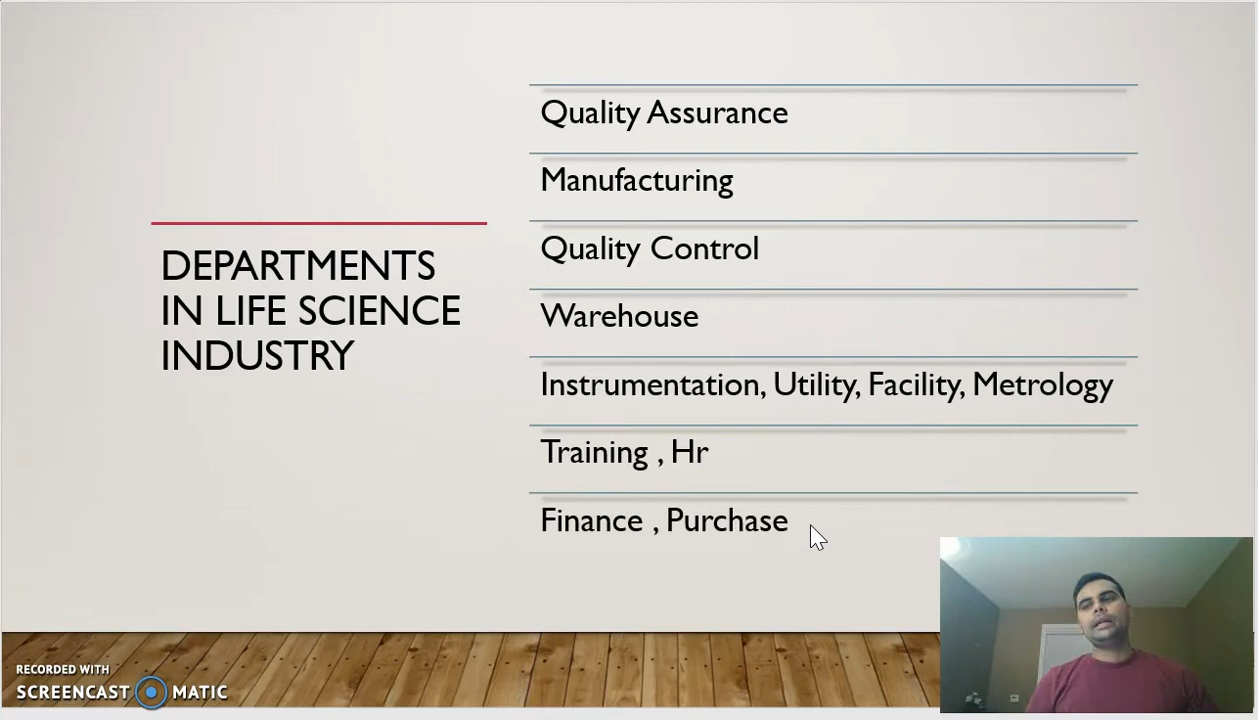 DEPARTMENTS
IN LIFE SCIENCE
INDUSTRY
Quality Assurance
Manufacturing
Quality Control
Warehouse
Instrumentation, Utility, Facility, Metrology
Training , Hr
Finance , Purchase
RECORDED WITH
SCREENCAST MATIC